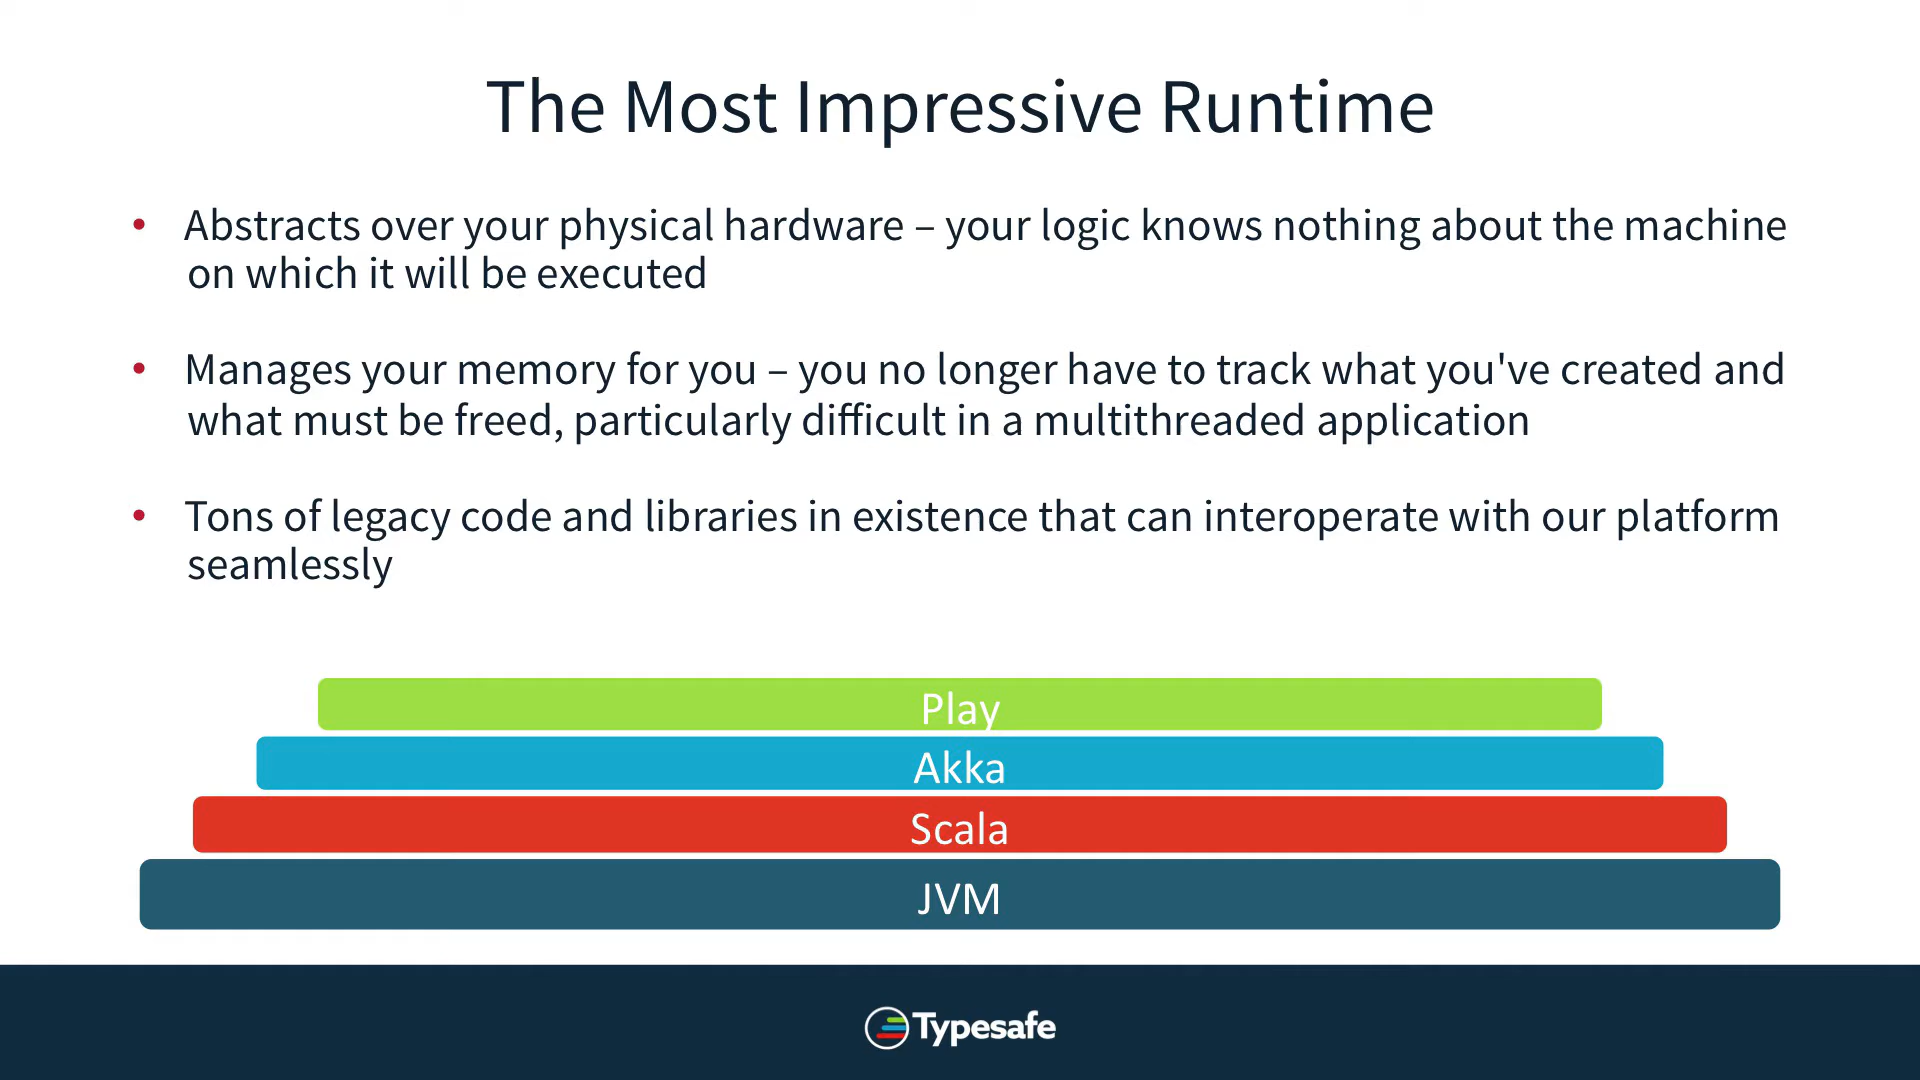 The Most Impressive Runtime
• Abstracts over your physical hardware – your logic knows nothing about the machine
on which it will be executed
• Manages your memory for you – you no longer have to track what you've created and
what must be freed, particularly difficult in a multithreaded application
• Tons of legacy code and libraries in existence that can interoperate with our platform
seamlessly
Play
Akka
Scala
JVM
Typesafe